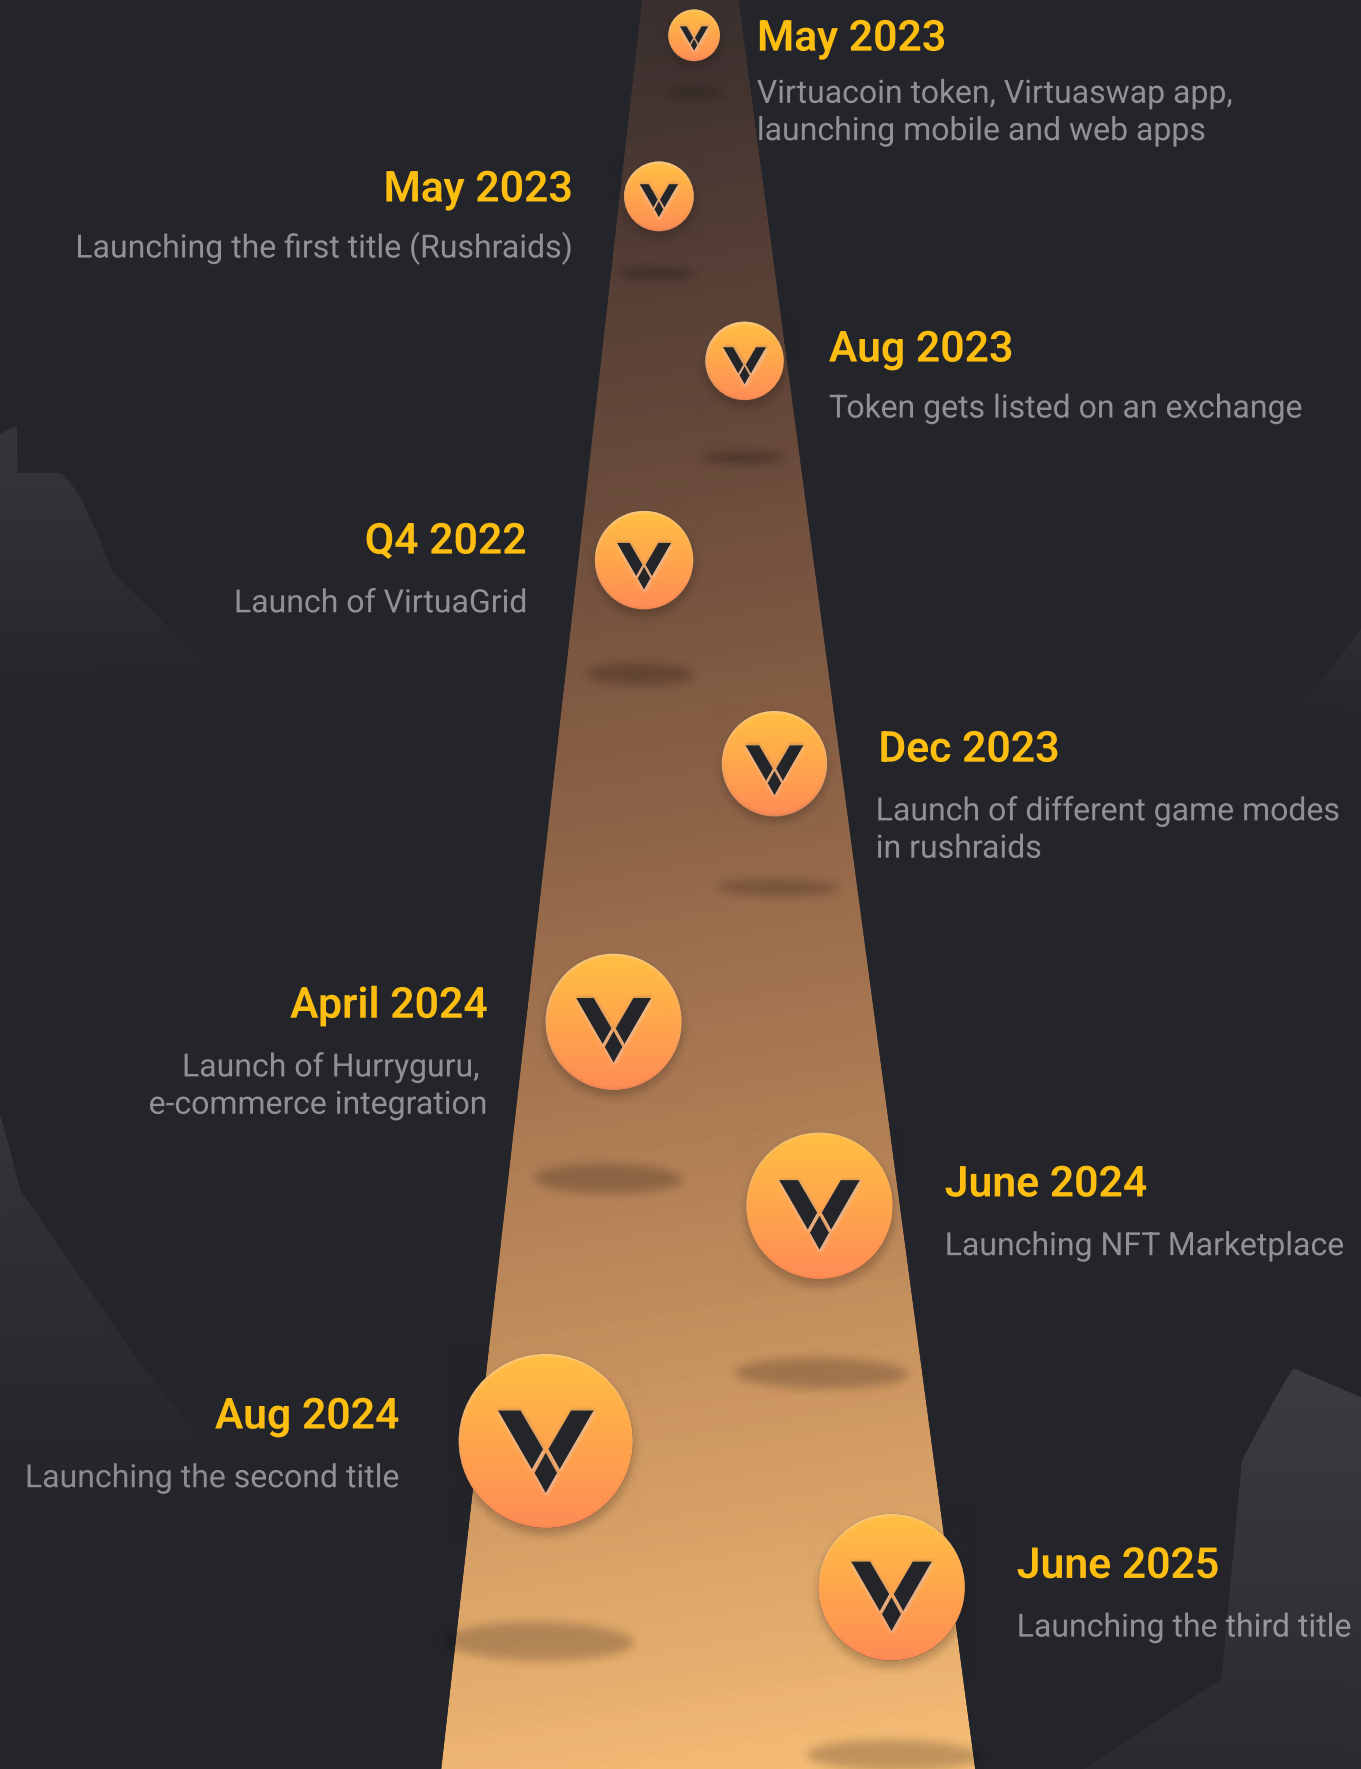 May 2023
Virtuacoin token, Virtuaswap app,
launching mobile and web apps
May 2023
Launching the first title (Rushraids)
Aug 2023
Token gets listed on an exchange
Q4 2022
Launch of VirtuaGrid
Dec 2023
Launch of different game modes
in rushraids
April 2024
Launch of Hurryguru,
e-commerce integration
June 2024
Launching NFT Marketplace
Aug 2024
Launching the second title
June 2025
Launching the third title